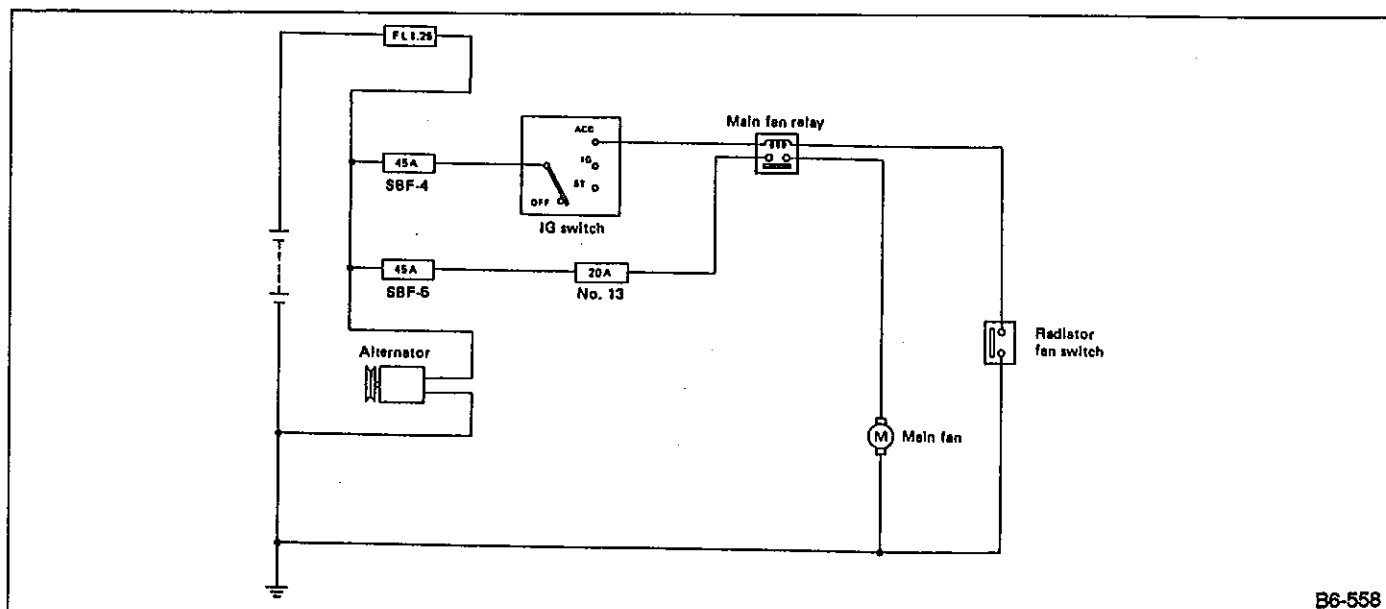 FL1.25
ACC
Main fan relay
IG
45A
SBF-4
ST
OFF
IG switch
45A
SBF-5
20A
No. 13
Radiator
fan switch
Alternator
M
Main fan
B6-558